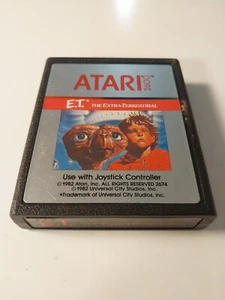 ATARI 2600
E.T. THE EXTRA-TERRESTRIAL
Use with Joystick Controller
© 1982 Atari, Inc. ALL RIGHTS RESERVED 2674
© 1982 Universal City Studios, Inc.
*Trademark of Universal City Studios, Inc.
E.T.